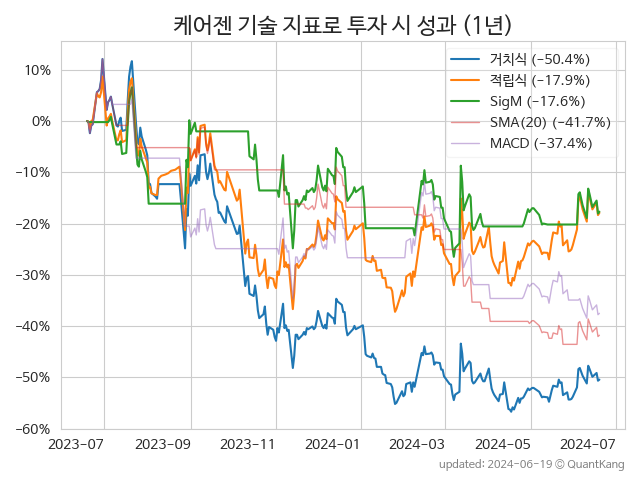 케어젠 기술 지표로 투자 시 성과 (1년)
거치식 (−50.4%)
적립식 (−17.9%)
SigM (−17.6%)
SMA(20) (−41.7%)
MACD (−37.4%)
10%
0%
−10%
−20%
−30%
−40%
−50%
−60%
2023-07 2023-09 2023-11 2024-01 2024-03 2024-05 2024-07
updated: 2024-06-19 © QuantKang